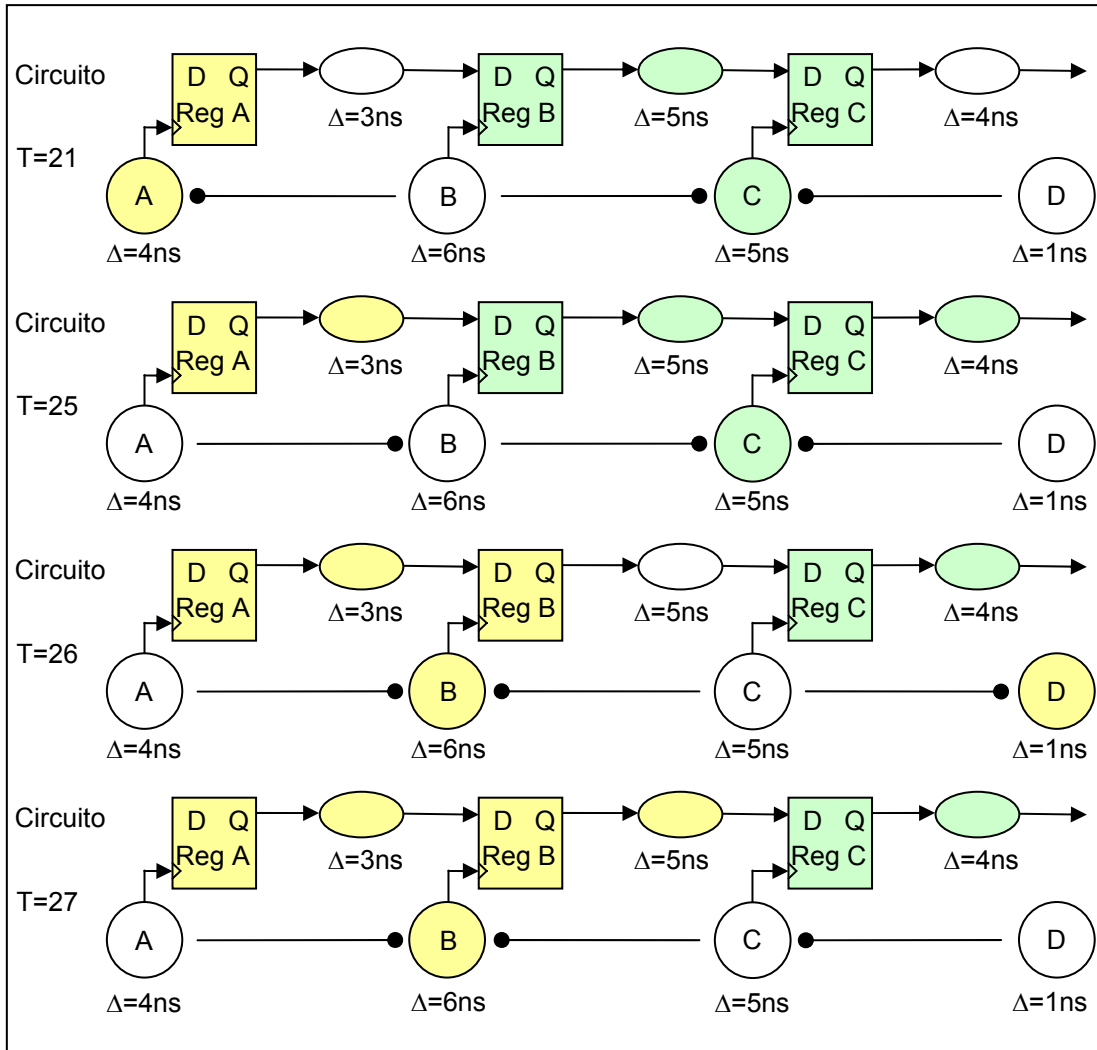 D Q D Q D Q
Circuito
Reg A Δ=3ns Reg B Δ=5ns Reg C Δ=4ns
T=21
A B C D
Δ=4ns Δ=6ns Δ=5ns Δ=1ns
D Q D Q D Q
Circuito
Reg A Δ=3ns Reg B Δ=5ns Reg C Δ=4ns
T=25
A B C D
Δ=4ns Δ=6ns Δ=5ns Δ=1ns
D Q D Q D Q
Circuito
Reg A Δ=3ns Reg B Δ=5ns Reg C Δ=4ns
T=26
A B C D
Δ=4ns Δ=6ns Δ=5ns Δ=1ns
D Q D Q D Q
Circuito
Reg A Δ=3ns Reg B Δ=5ns Reg C Δ=4ns
T=27
A B C D
Δ=4ns Δ=6ns Δ=5ns Δ=1ns